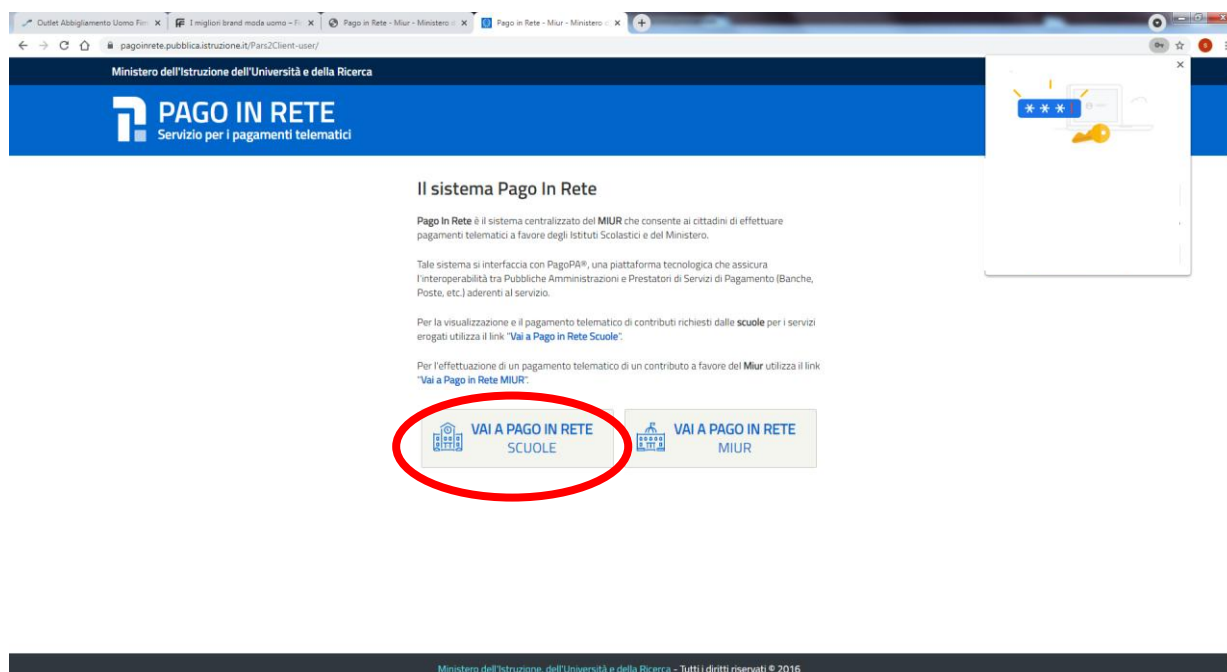 Outlet Abbigliamento Uomo Fir
I migliori brand moda uomo – F
Pago in Rete - Miur - Ministero
Pago in Rete - Miur - Ministero
pagoinrete.pubblica.istruzione.it/Pars2Client-user/
Ministero dell'Istruzione dell'Università e della Ricerca
PAGO IN RETE
Servizio per i pagamenti telematici
* * *
Il sistema Pago In Rete
Pago In Rete è il sistema centralizzato del MIUR che consente ai cittadini di effettuare
pagamenti telematici a favore degli Istituti Scolastici e del Ministero.
Tale sistema si interfaccia con PagoPA®, una piattaforma tecnologica che assicura
l'interoperabilità tra Pubbliche Amministrazioni e Prestatori di Servizi di Pagamento (Banche,
Poste, etc.) aderenti al servizio.
Per la visualizzazione e il pagamento telematico di contributi richiesti dalle scuole per i servizi
erogati utilizza il link "Vai a Pago in Rete Scuole".
Per l'effettuazione di un pagamento telematico di un contributo a favore del Miur utilizza il link
"Vai a Pago in Rete MIUR".
VAI A PAGO IN RETE
SCUOLE
VAI A PAGO IN RETE
MIUR
Ministero dell'Istruzione, dell'Università e della Ricerca - Tutti i diritti riservati © 2016